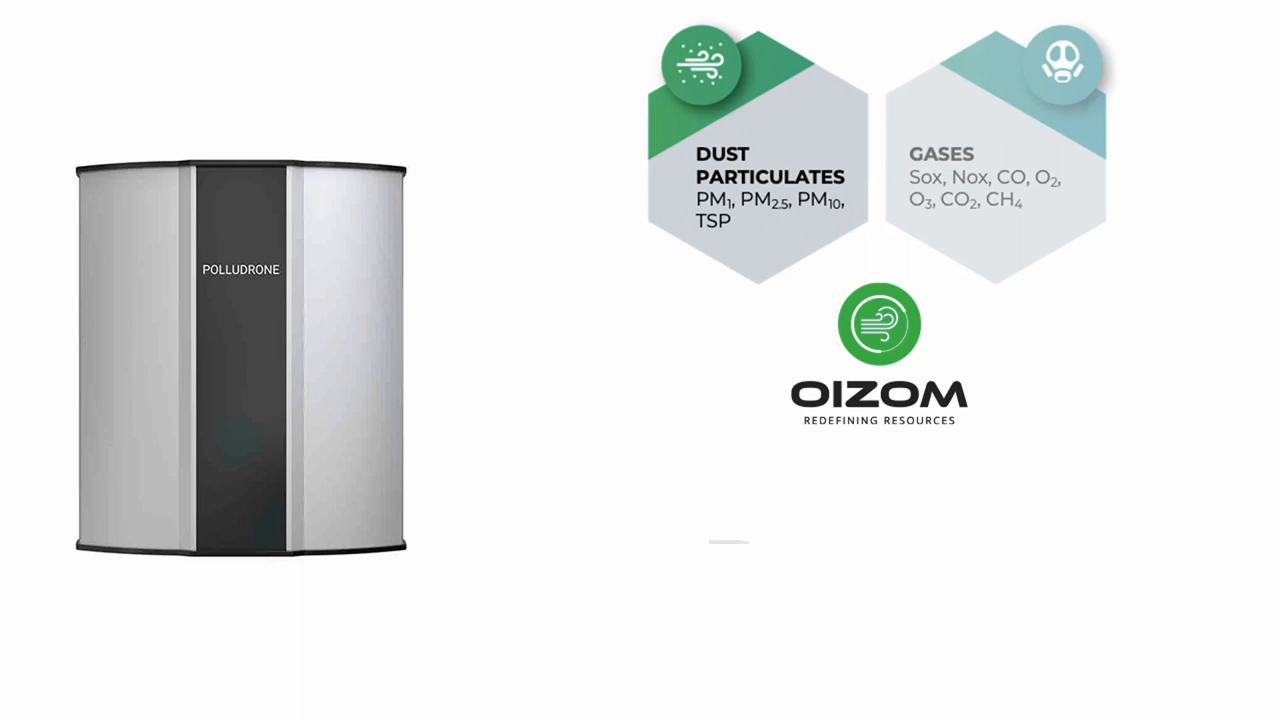 POLLUDRONE
DUST
PARTICULATES
PM₁, PM₂.₅, PM₁₀,
TSP
GASES
Sox, Nox, CO, O₂,
O₃, CO₂, CH₄
OIZOM
REDEFINING RESOURCES